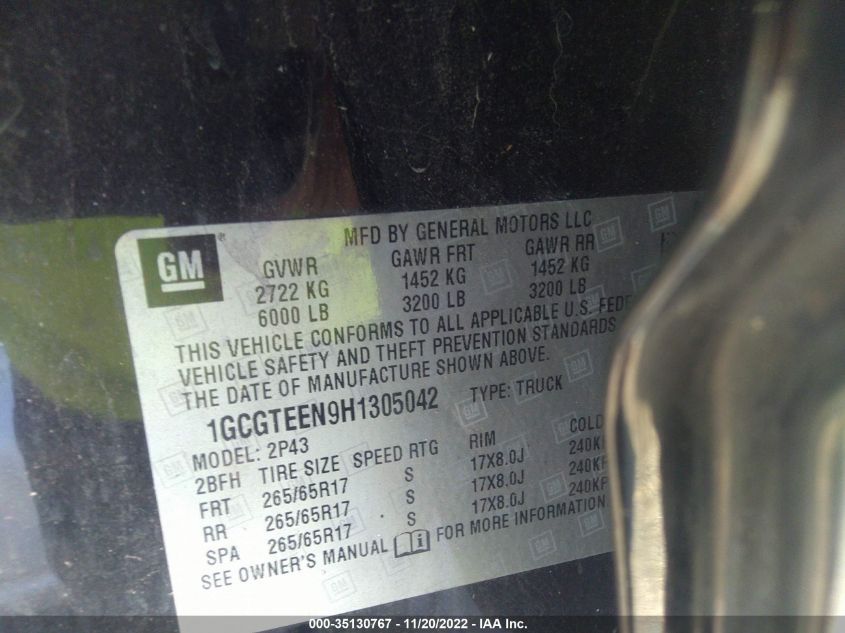 MFD BY GENERAL MOTORS LLC
GM
GVWR GAWR FRT GAWR RR
2722 KG 1452 KG 1452 KG
6000 LB 3200 LB 3200 LB
THIS VEHICLE CONFORMS TO ALL APPLICABLE U.S. FEDE
VEHICLE SAFETY AND THEFT PREVENTION STANDARDS
THE DATE OF MANUFACTURE SHOWN ABOVE.
1GCGTEEN9H1305042 TYPE: TRUCK
MODEL: 2P43
2BFH TIRE SIZE SPEED RTG RIM COLD
FRT 265/65R17 S 17X8.0J 240KP
RR 265/65R17 S 17X8.0J 240KP
SPA 265/65R17 S 17X8.0J 240KP
SEE OWNER'S MANUAL i FOR MORE INFORMATION
000-35130767 - 11/20/2022 - IAA Inc.